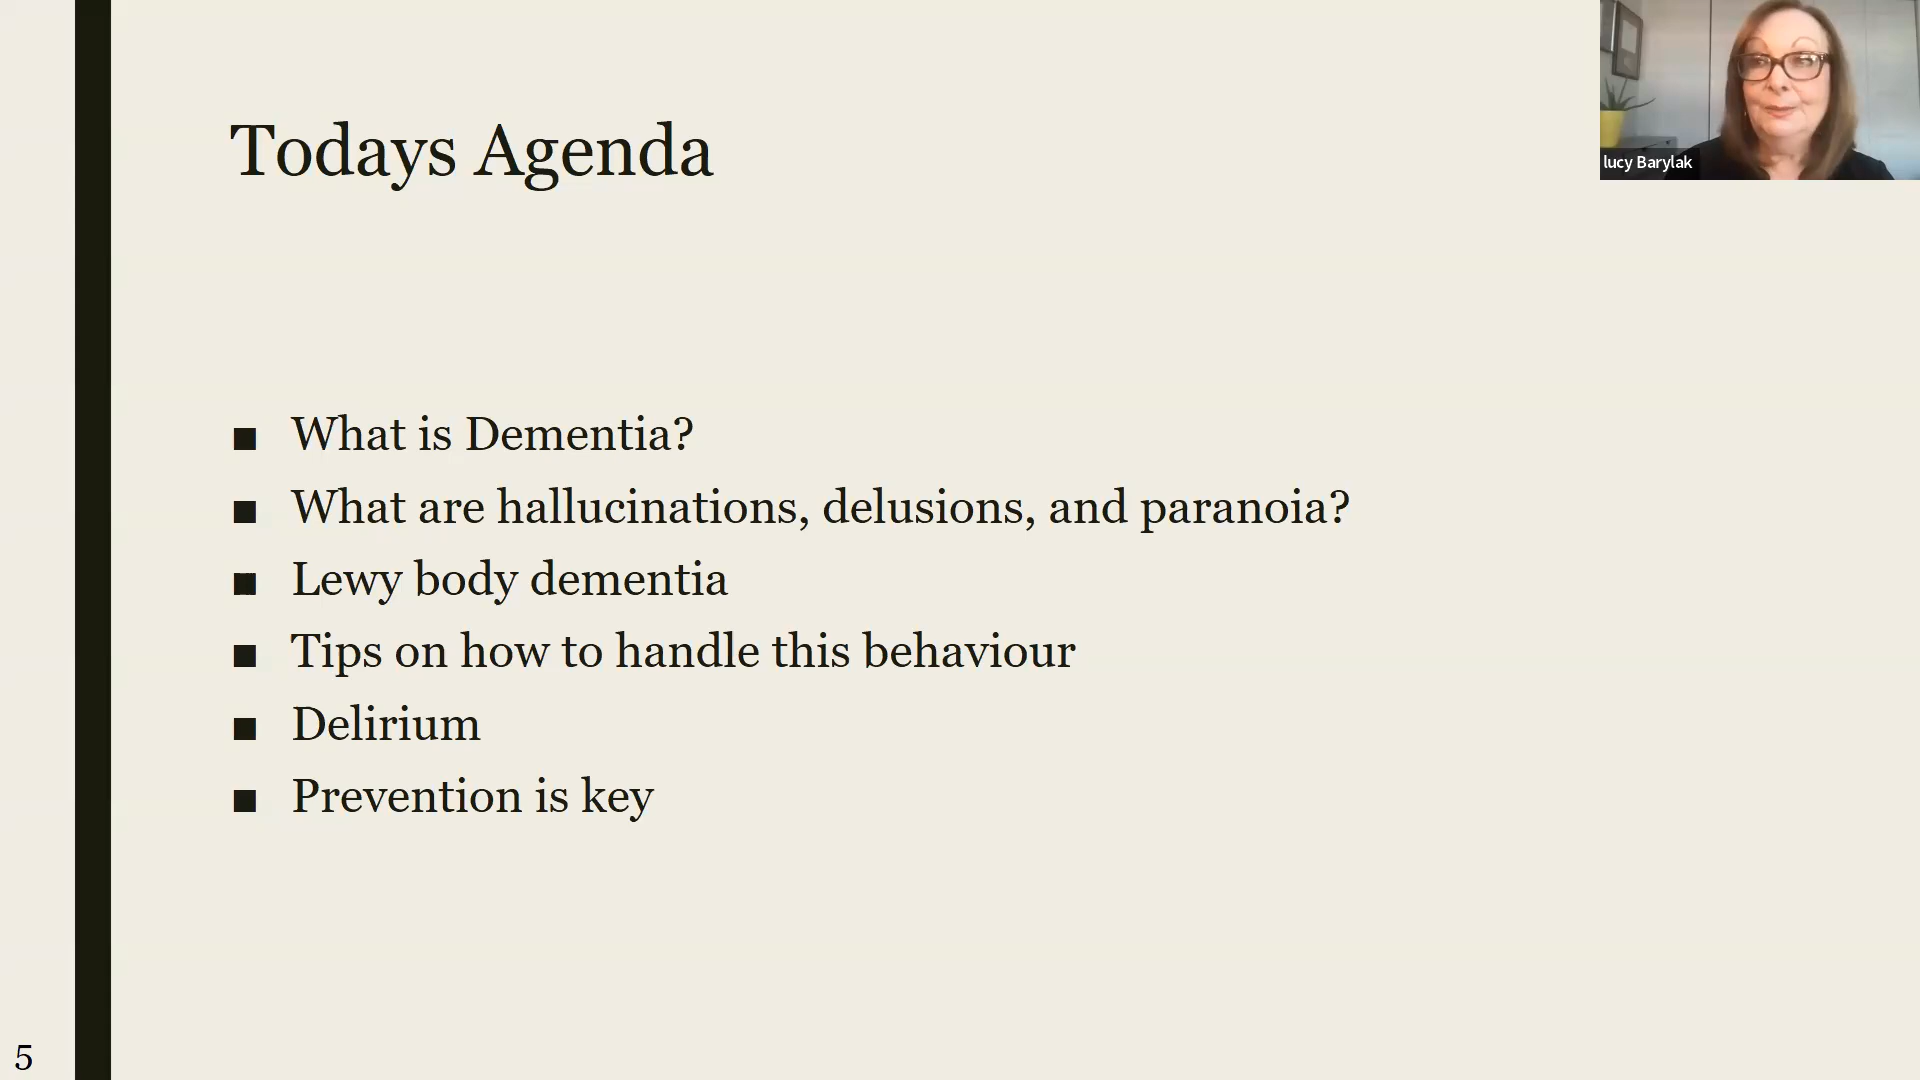 Todays Agenda
lucy Barylak
■ What is Dementia?
■ What are hallucinations, delusions, and paranoia?
■ Lewy body dementia
■ Tips on how to handle this behaviour
■ Delirium
■ Prevention is key
5